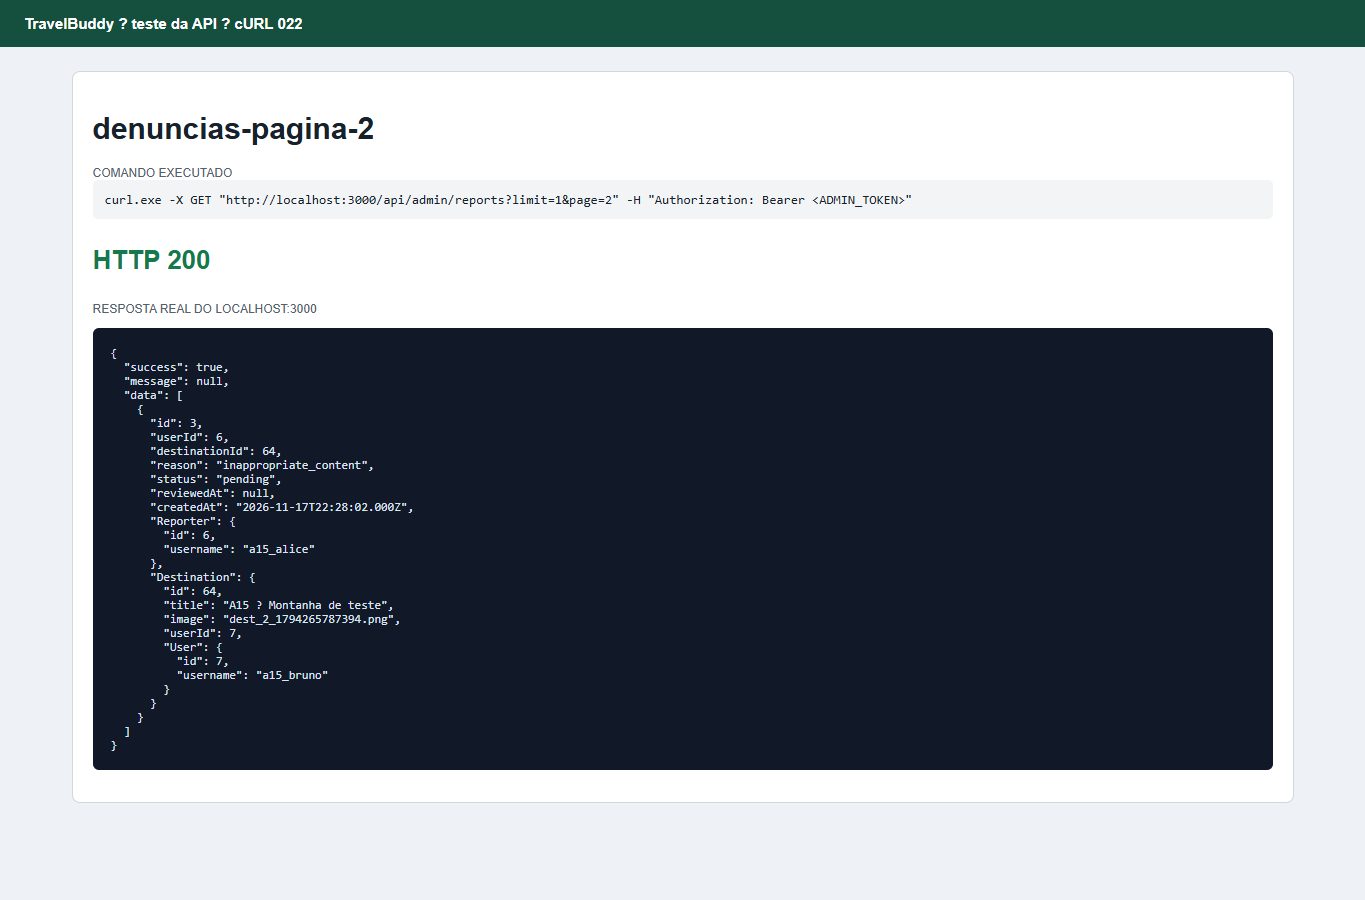 TravelBuddy ? teste da API ? cURL 022
denuncias-pagina-2
COMANDO EXECUTADO
curl.exe -X GET "http://localhost:3000/api/admin/reports?limit=1&page=2" -H "Authorization: Bearer <ADMIN_TOKEN>"
HTTP 200
RESPOSTA REAL DO LOCALHOST:3000
{
  "success": true,
  "message": null,
  "data": [
    {
      "id": 3,
      "userId": 6,
      "destinationId": 64,
      "reason": "inappropriate_content",
      "status": "pending",
      "reviewedAt": null,
      "createdAt": "2026-11-17T22:28:02.000Z",
      "Reporter": {
        "id": 6,
        "username": "a15_alice"
      },
      "Destination": {
        "id": 64,
        "title": "A15 ? Montanha de teste",
        "image": "dest_2_1794265787394.png",
        "userId": 7,
        "User": {
          "id": 7,
          "username": "a15_bruno"
        }
      }
    }
  ]
}